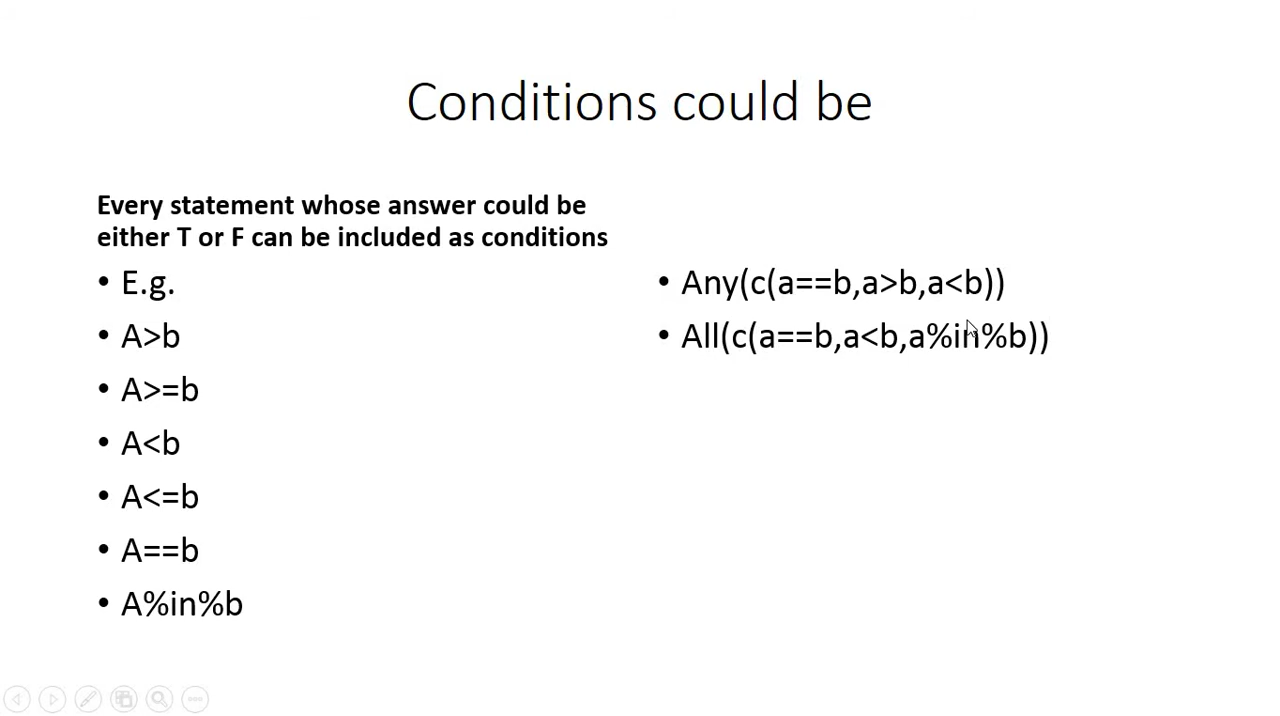 Conditions could be
Every statement whose answer could be
either T or F can be included as conditions
• E.g.
• A>b
• A>=b
• A<b
• A<=b
• A==b
• A%in%b
• Any(c(a==b,a>b,a<b))
• All(c(a==b,a<b,a%in%b))